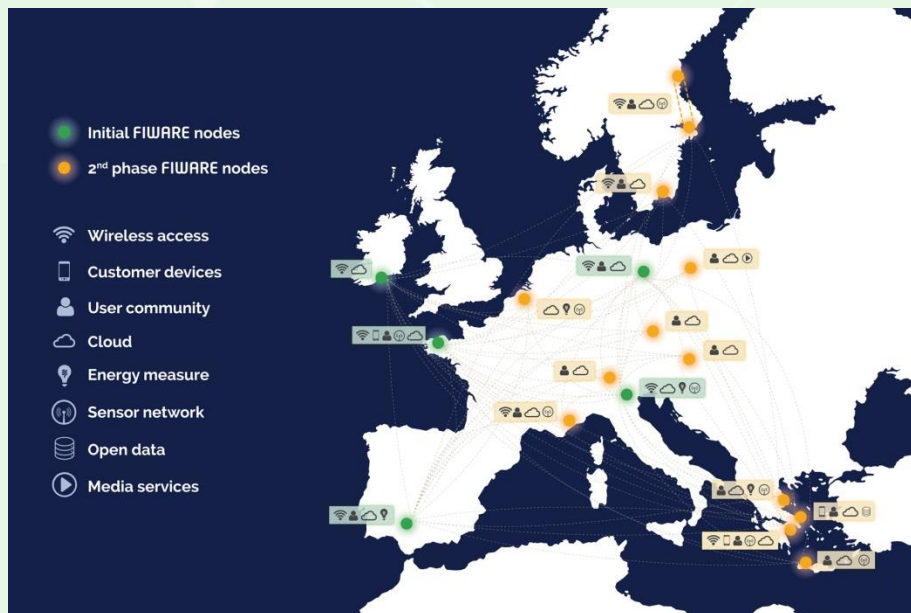 Initial FIWARE nodes
2nd phase FIWARE nodes
Wireless access
Customer devices
User community
Cloud
Energy measure
Sensor network
Open data
Media services